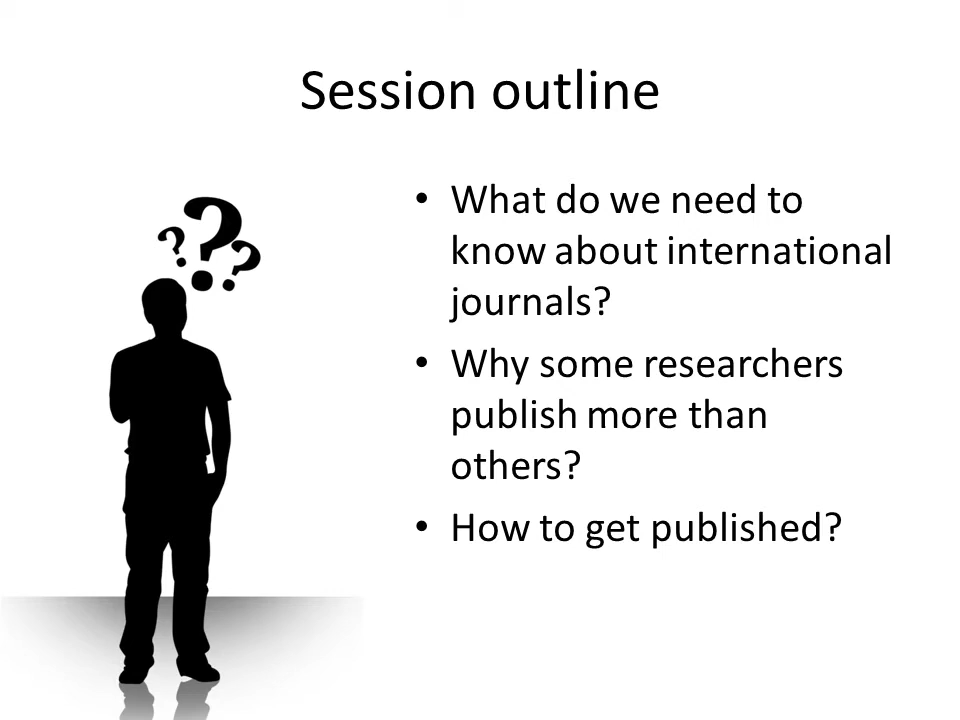 Session outline
? ? ?
• What do we need to
know about international
journals?
• Why some researchers
publish more than
others?
• How to get published?